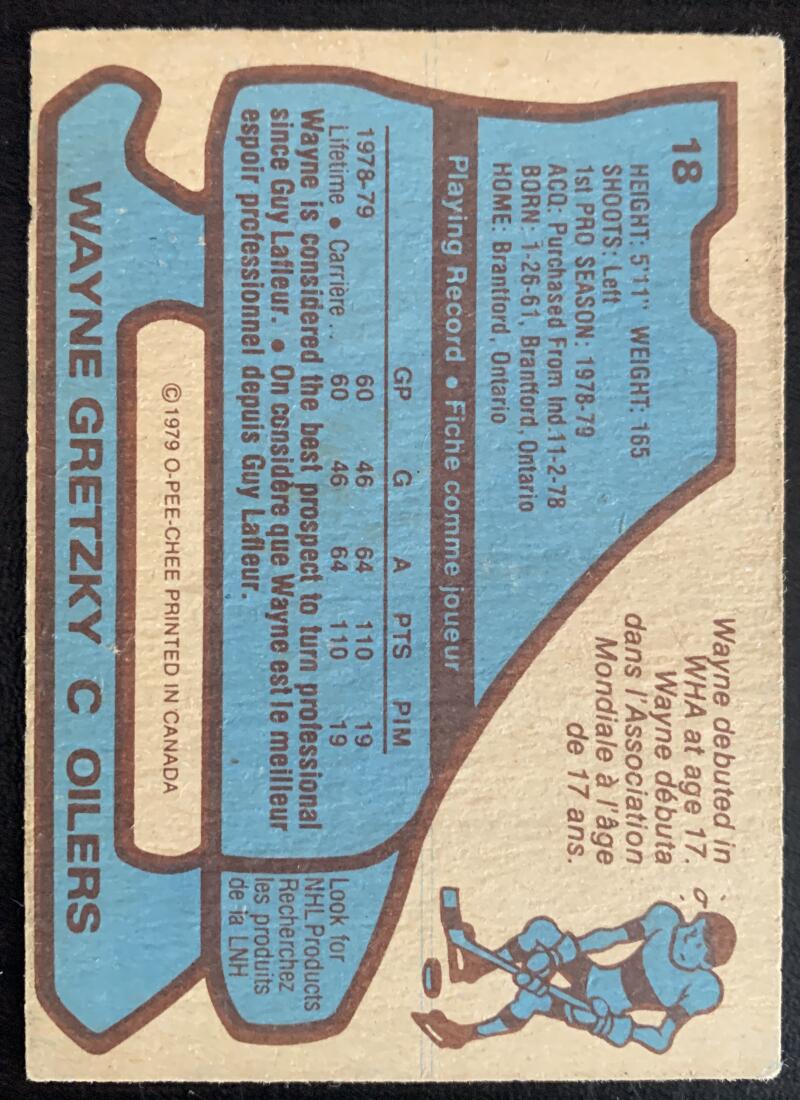 18
HEIGHT: 5'11" WEIGHT: 165
SHOOTS: Left
1st PRO SEASON: 1978-79
ACQ: Purchased From Ind 11-2-78
BORN: 1-26-61, Brantford, Ontario
HOME: Brantford, Ontario
Wayne debuted in
WHA at age 17.
Wayne débuta
dans l'Association
Mondiale à l'âge
de 17 ans.
Playing Record • Fiche comme joueur
GP G A PTS PIM
1978-79 60 46 64 110 19
Lifetime • Carrière .. 60 46 64 110 19
Wayne is considered the best prospect to turn professional
since Guy Lafleur. • On considère que Wayne est le meilleur
espoir professionnel depuis Guy Lafleur.
Look for
NHL Products
Recherchez
les produits
de la LNH
© 1979 O-PEE-CHEE PRINTED IN CANADA
WAYNE GRETZKY C OILERS